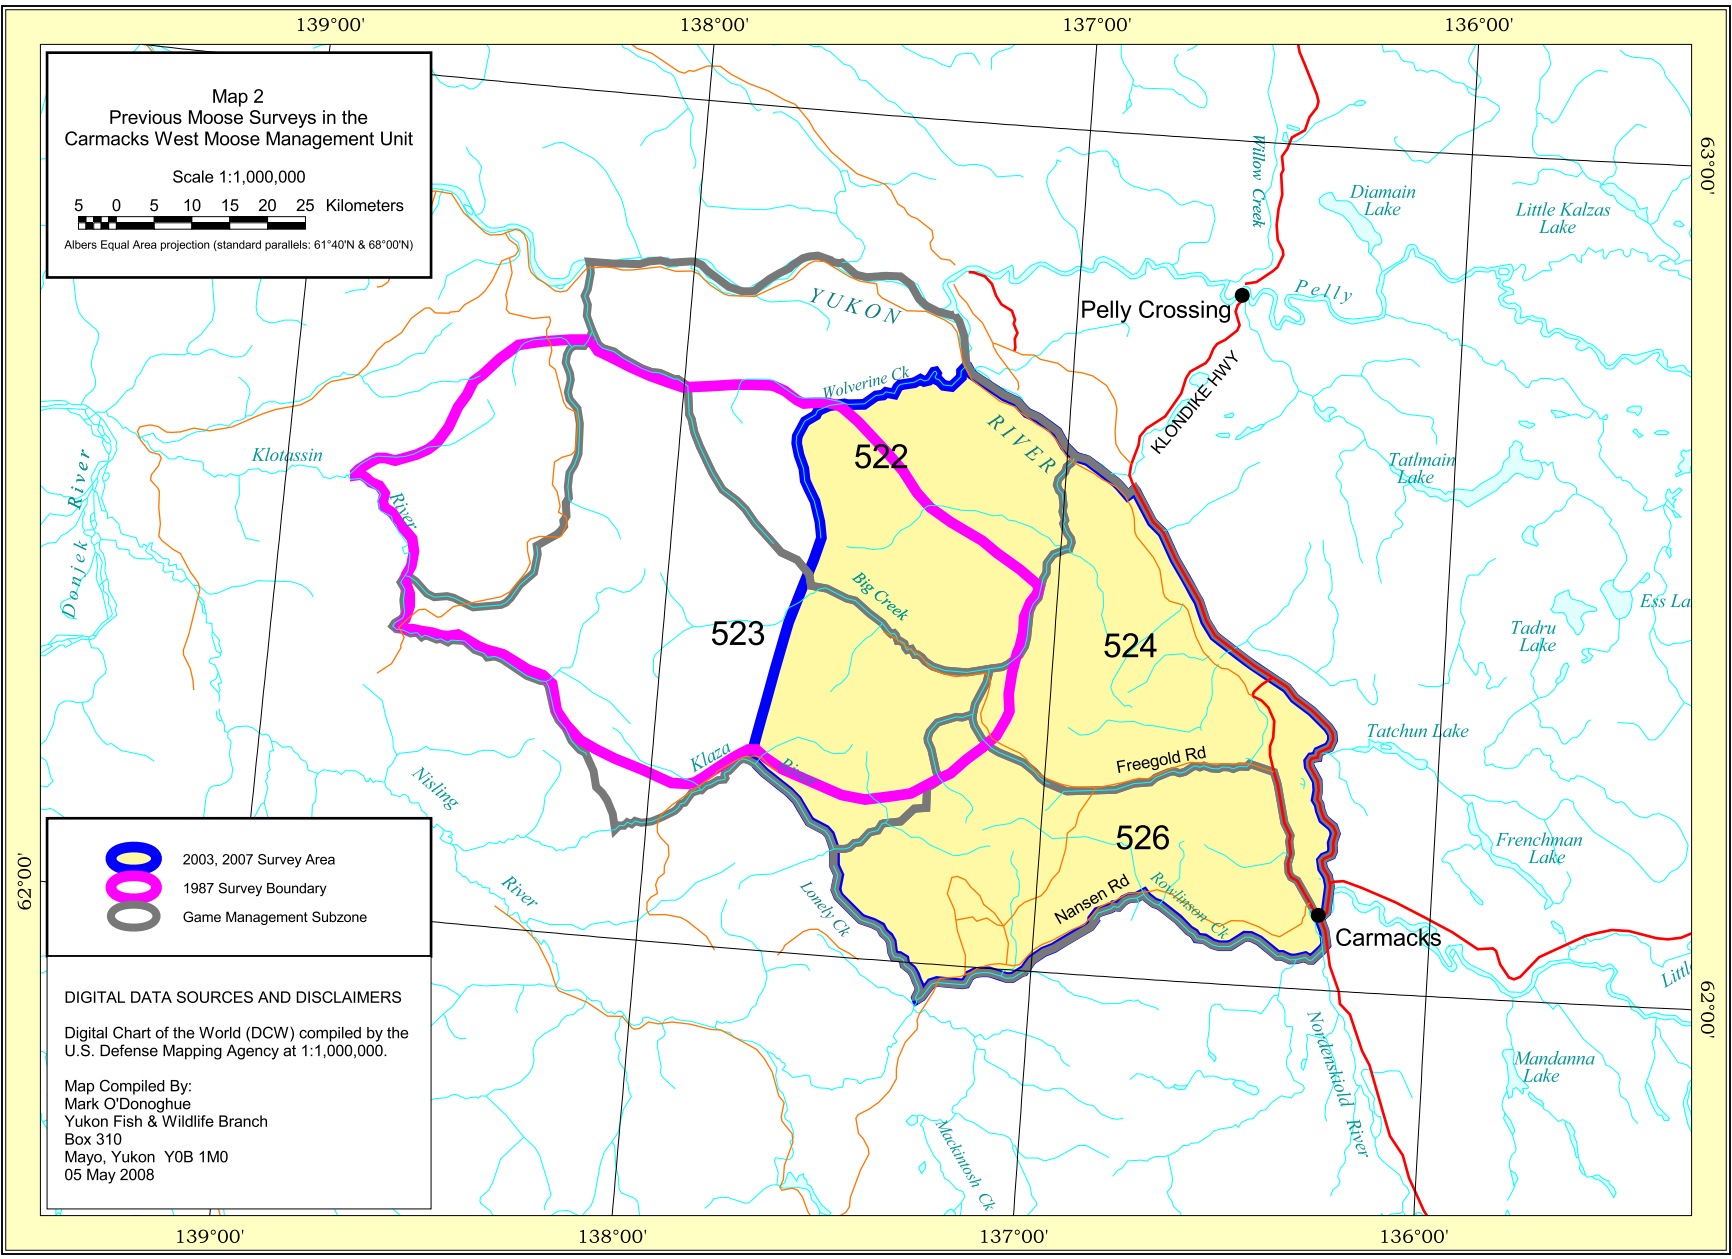 139°00'
138°00'
137°00'
136°00'
Map 2
Previous Moose Surveys in the
Carmacks West Moose Management Unit
Scale 1:1,000,000
5 0 5 10 15 20 25 Kilometers
Albers Equal Area projection (standard parallels: 61°40'N & 68°00'N)
63°00'
Willow Creek
Diamain
Lake
Little Kalzas
Lake
YUKON
Pelly
Pelly Crossing
KLONDIKE HWY
Wolverine Ck
RIVER
522
Klotassin
River
Donjek River
Tatlmain
Lake
Big Creek
523
524
Ess La
Tadru
Lake
Tatchun Lake
Klaza
River
Freegold Rd
Nisling
River
526
Frenchman
Lake
Lonely Ck
Nansen Rd
Rowlinson Ck
Carmacks
Little
62°00'
2003, 2007 Survey Area
1987 Survey Boundary
Game Management Subzone
DIGITAL DATA SOURCES AND DISCLAIMERS
Digital Chart of the World (DCW) compiled by the
U.S. Defense Mapping Agency at 1:1,000,000.
Map Compiled By:
Mark O'Donoghue
Yukon Fish & Wildlife Branch
Box 310
Mayo, Yukon Y0B 1M0
05 May 2008
62°00'
Nordenskiold River
Mandanna
Lake
Mackintosh Ck
139°00'
138°00'
137°00'
136°00'